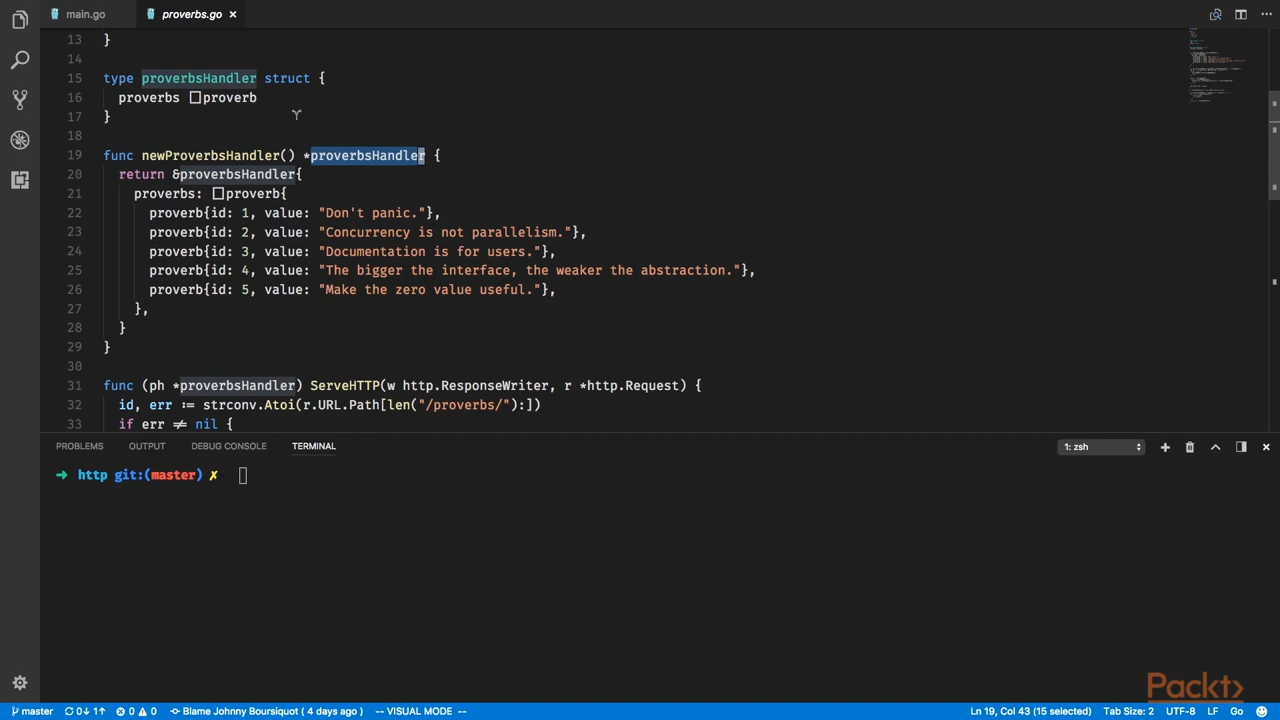 main.go
proverbs.go ×
13 }
14
15 type proverbsHandler struct {
16 proverbs []proverb
17 }
18
19 func newProverbsHandler() *proverbsHandler {
20 return &proverbsHandler{
21 proverbs: []proverb{
22 proverb{id: 1, value: "Don't panic."},
23 proverb{id: 2, value: "Concurrency is not parallelism."},
24 proverb{id: 3, value: "Documentation is for users."},
25 proverb{id: 4, value: "The bigger the interface, the weaker the abstraction."},
26 proverb{id: 5, value: "Make the zero value useful."},
27 },
28 }
29 }
30
31 func (ph *proverbsHandler) ServeHTTP(w http.ResponseWriter, r *http.Request) {
32 id, err := strconv.Atoi(r.URL.Path[len("/proverbs/"):])
33 if err ≠ nil {
PROBLEMS OUTPUT DEBUG CONSOLE TERMINAL 1: zsh
➜ http git:(master) ✗
Packt>
master 0↓ 1↑ 0 0 Blame Johnny Boursiquot ( 4 days ago ) -- VISUAL MODE -- Ln 19, Col 43 (15 selected) Tab Size: 2 UTF-8 LF Go